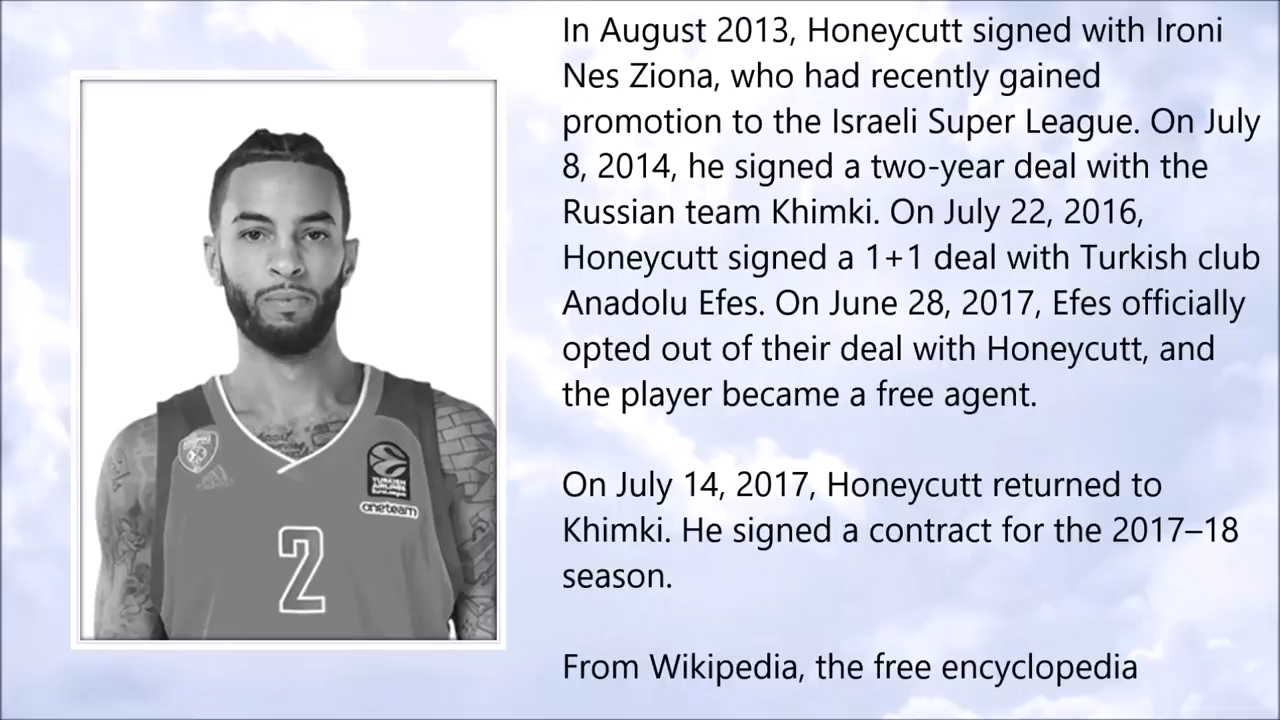 In August 2013, Honeycutt signed with Ironi
Nes Ziona, who had recently gained
promotion to the Israeli Super League. On July
8, 2014, he signed a two-year deal with the
Russian team Khimki. On July 22, 2016,
Honeycutt signed a 1+1 deal with Turkish club
Anadolu Efes. On June 28, 2017, Efes officially
opted out of their deal with Honeycutt, and
the player became a free agent.
On July 14, 2017, Honeycutt returned to
Khimki. He signed a contract for the 2017–18
season.
From Wikipedia, the free encyclopedia
TURKISH
AIRLINES
EuroLeague
oneteam
2